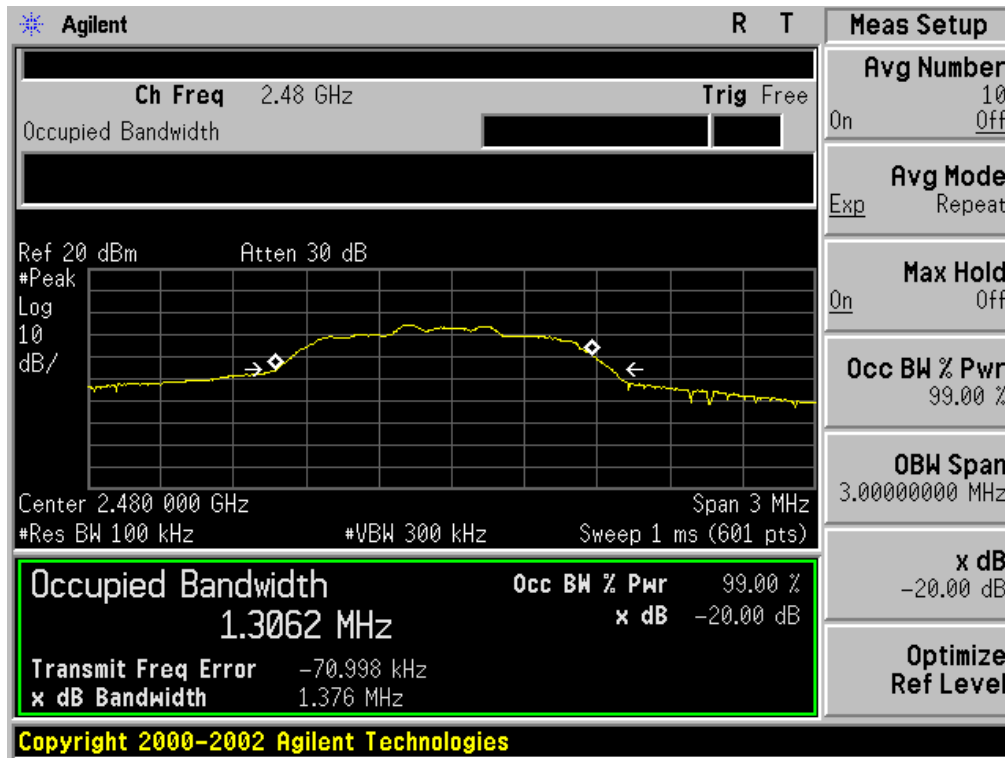 Agilent R T
Ch Freq 2.48 GHz Trig Free
Occupied Bandwidth
Ref 20 dBm Atten 30 dB
#Peak
Log
10
dB/
Center 2.480 000 GHz Span 3 MHz
#Res BW 100 kHz #VBW 300 kHz Sweep 1 ms (601 pts)
Occupied Bandwidth Occ BW % Pwr 99.00 %
1.3062 MHz x dB -20.00 dB
Transmit Freq Error -70.998 kHz
x dB Bandwidth 1.376 MHz
Copyright 2000-2002 Agilent Technologies
Meas Setup
Avg Number
10
On Off
Avg Mode
Exp Repeat
Max Hold
On Off
Occ BW % Pwr
99.00 %
OBW Span
3.00000000 MHz
x dB
-20.00 dB
Optimize
Ref Level